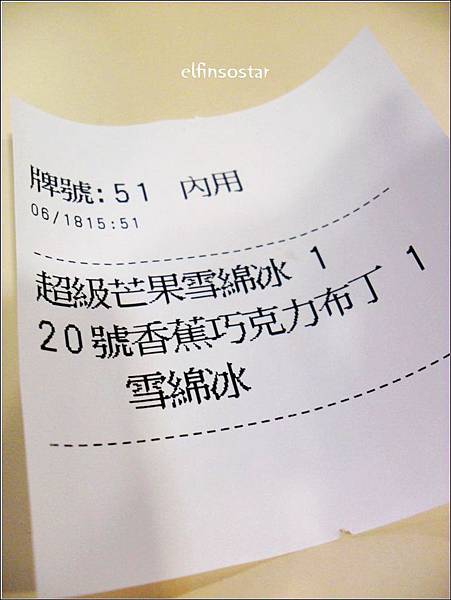 elfinsostar
牌號:51 內用
06/1815:51
超級芒果雪綿冰 1
20號香蕉巧克力布丁 1
雪綿冰